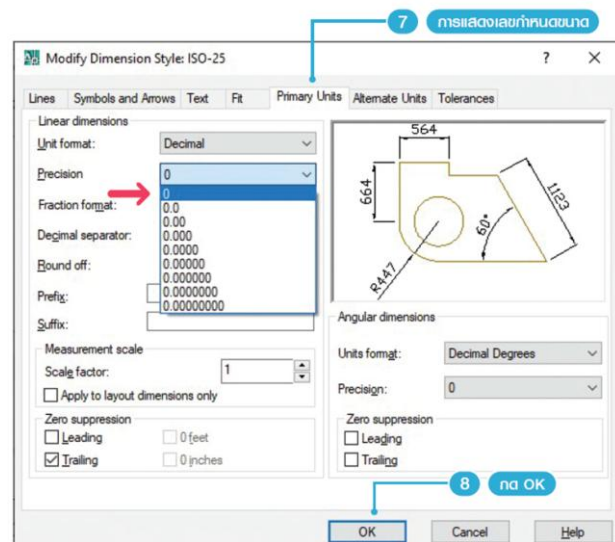 7 การแสดงเลขกำหนดขนาด
Modify Dimension Style: ISO-25 ? ×
Lines Symbols and Arrows Text Fit Primary Units Alternate Units Tolerances
Linear dimensions
Unit format: Decimal
Precision 0
0
0.0
0.00
0.000
0.0000
0.00000
0.000000
0.0000000
0.00000000
Fraction format:
Decimal separator:
Round off:
Prefix:
Suffix:
Measurement scale
Scale factor: 1
Apply to layout dimensions only
Zero suppression
Leading 0 feet
Trailing 0 inches
564
664
1123
60°
R447
Angular dimensions
Units format: Decimal Degrees
Precision: 0
Zero suppression
Leading
Trailing
8 กด OK
OK Cancel Help